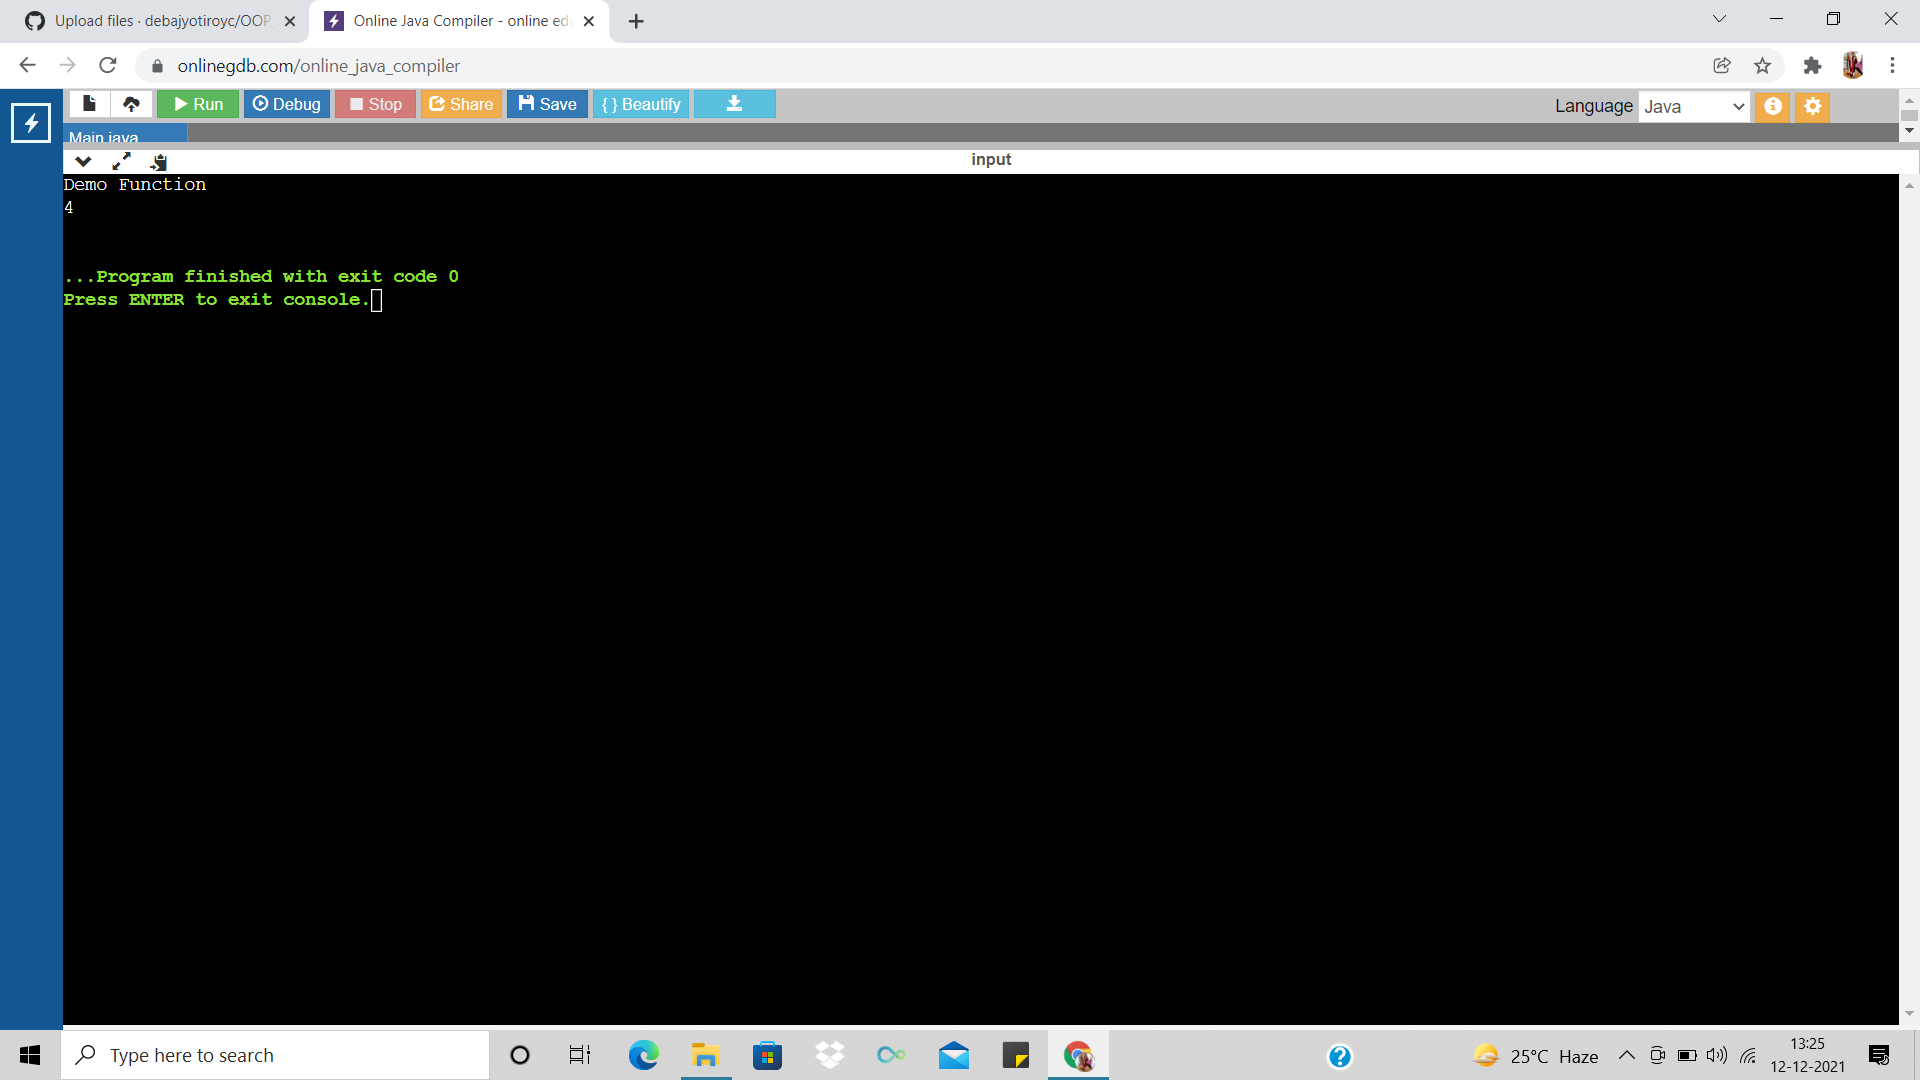 Upload files · debajyotiroyc/OOP
Online Java Compiler - online edi
onlinegdb.com/online_java_compiler
Run Debug Stop Share Save { } Beautify
Language Java
Main.java
input
Demo Function
4
...Program finished with exit code 0
Press ENTER to exit console.
Type here to search
25°C Haze
13:25
12-12-2021